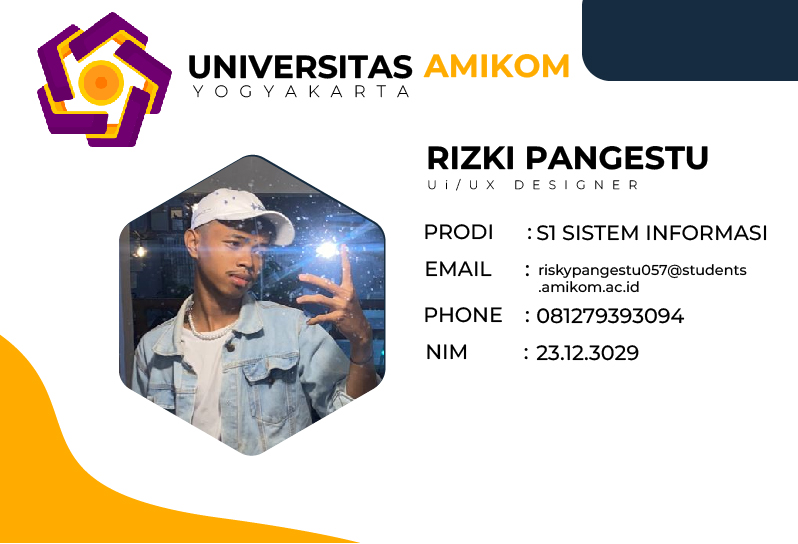 UNIVERSITAS AMIKOM
YOGYAKARTA
RIZKI PANGESTU
Ui/UX DESIGNER
PRODI : S1 SISTEM INFORMASI
EMAIL : riskypangestu057@students
.amikom.ac.id
PHONE : 081279393094
NIM : 23.12.3029